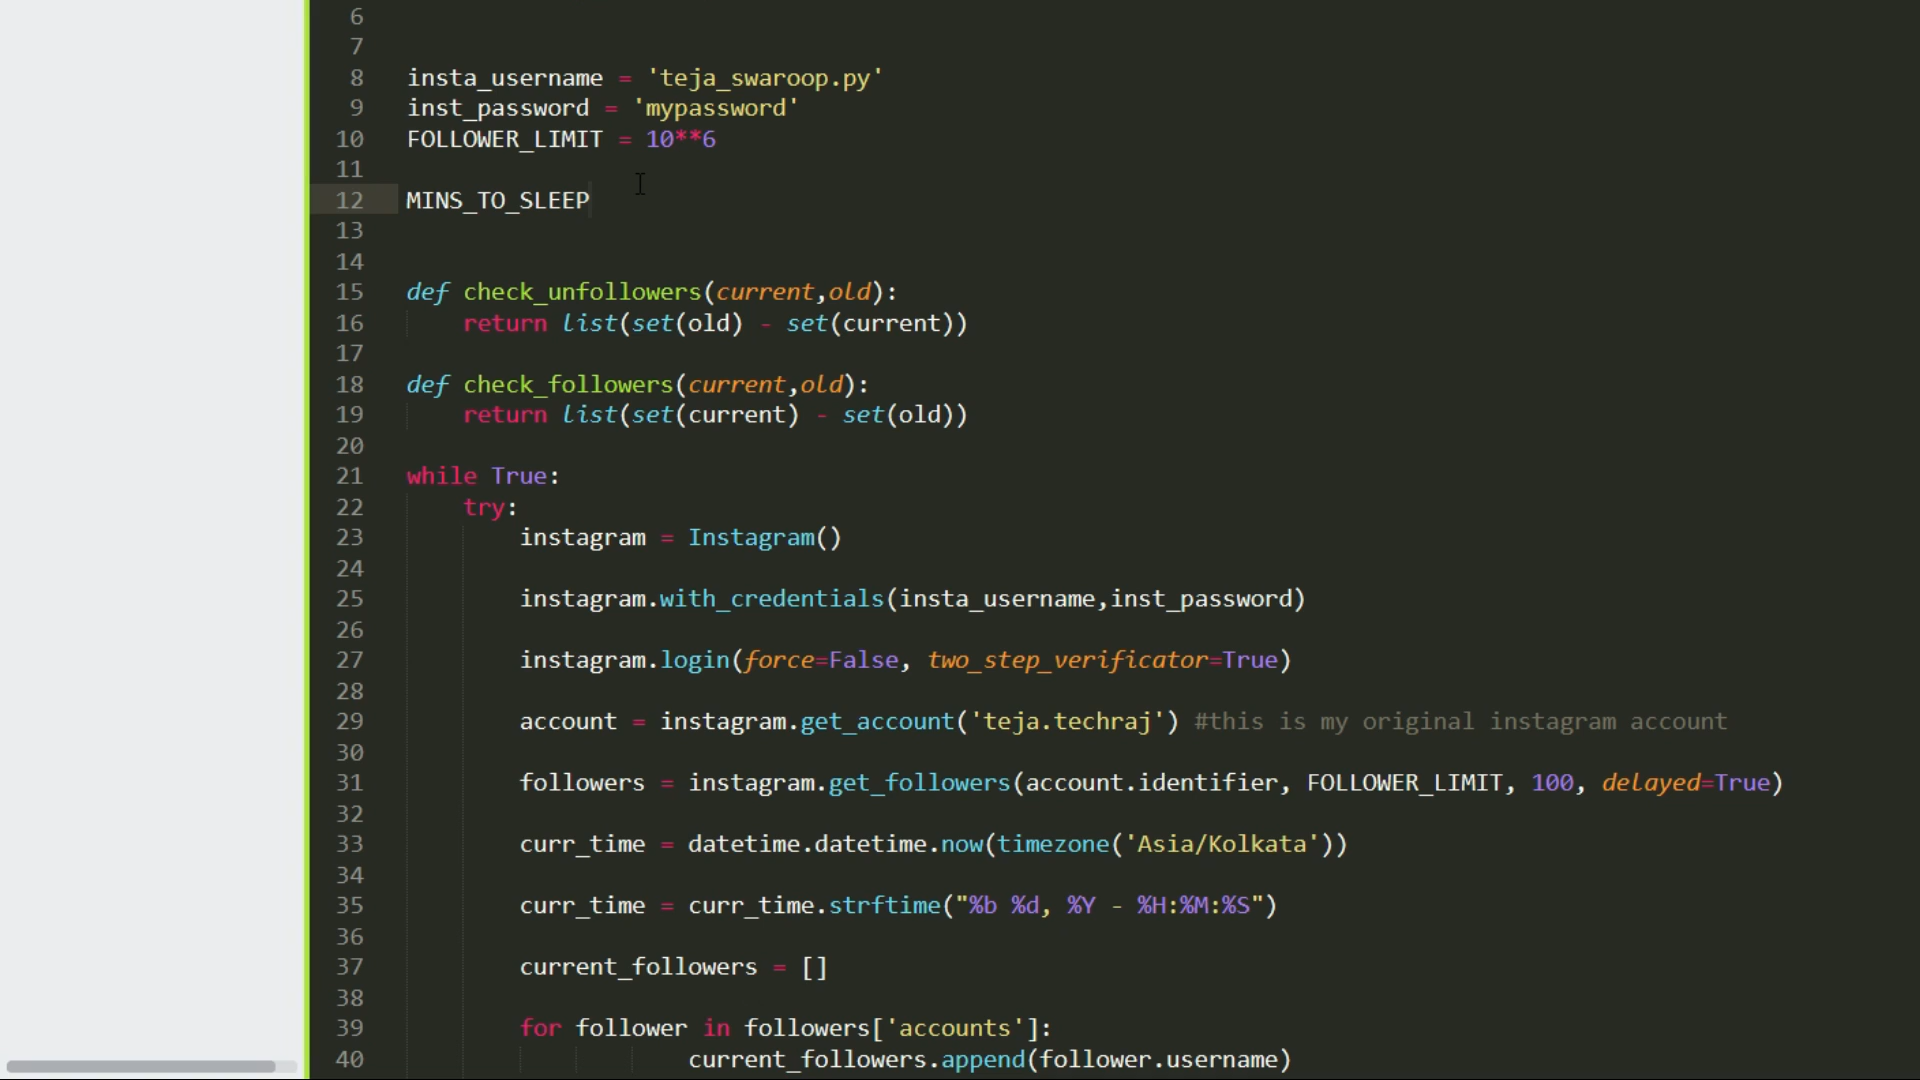 6
7
8 insta_username = 'teja_swaroop.py'
9 inst_password = 'mypassword'
10 FOLLOWER_LIMIT = 10**6
11
12 MINS_TO_SLEEP
13
14
15 def check_unfollowers(current,old):
16 return list(set(old) - set(current))
17
18 def check_followers(current,old):
19 return list(set(current) - set(old))
20
21 while True:
22 try:
23 instagram = Instagram()
24
25 instagram.with_credentials(insta_username,inst_password)
26
27 instagram.login(force=False, two_step_verificator=True)
28
29 account = instagram.get_account('teja.techraj') #this is my original instagram account
30
31 followers = instagram.get_followers(account.identifier, FOLLOWER_LIMIT, 100, delayed=True)
32
33 curr_time = datetime.datetime.now(timezone('Asia/Kolkata'))
34
35 curr_time = curr_time.strftime("%b %d, %Y - %H:%M:%S")
36
37 current_followers = []
38
39 for follower in followers['accounts']:
40 current_followers.append(follower.username)